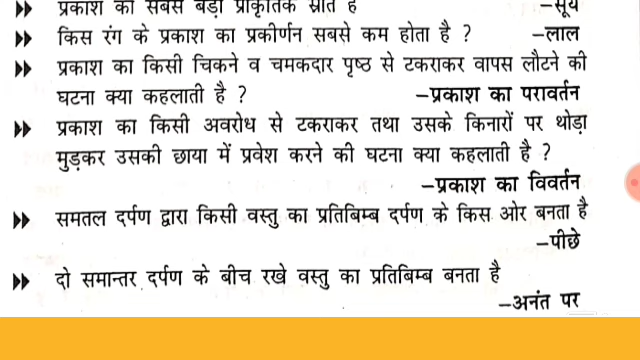 ▶▶ प्रकाश का सबसे बड़ा प्राकृतिक स्रोत है –सूर्य
▶▶ किस रंग के प्रकाश का प्रकीर्णन सबसे कम होता है ? –लाल
▶▶ प्रकाश का किसी चिकने व चमकदार पृष्ठ से टकराकर वापस लौटने की
घटना क्या कहलाती है ? –प्रकाश का परावर्तन
▶▶ प्रकाश का किसी अवरोध से टकराकर तथा उसके किनारों पर थोड़ा
मुड़कर उसकी छाया में प्रवेश करने की घटना क्या कहलाती है ?
–प्रकाश का विवर्तन
▶▶ समतल दर्पण द्वारा किसी वस्तु का प्रतिबिम्ब दर्पण के किस ओर बनता है
–पीछे
▶▶ दो समान्तर दर्पण के बीच रखे वस्तु का प्रतिबिम्ब बनता है
–अनंत पर